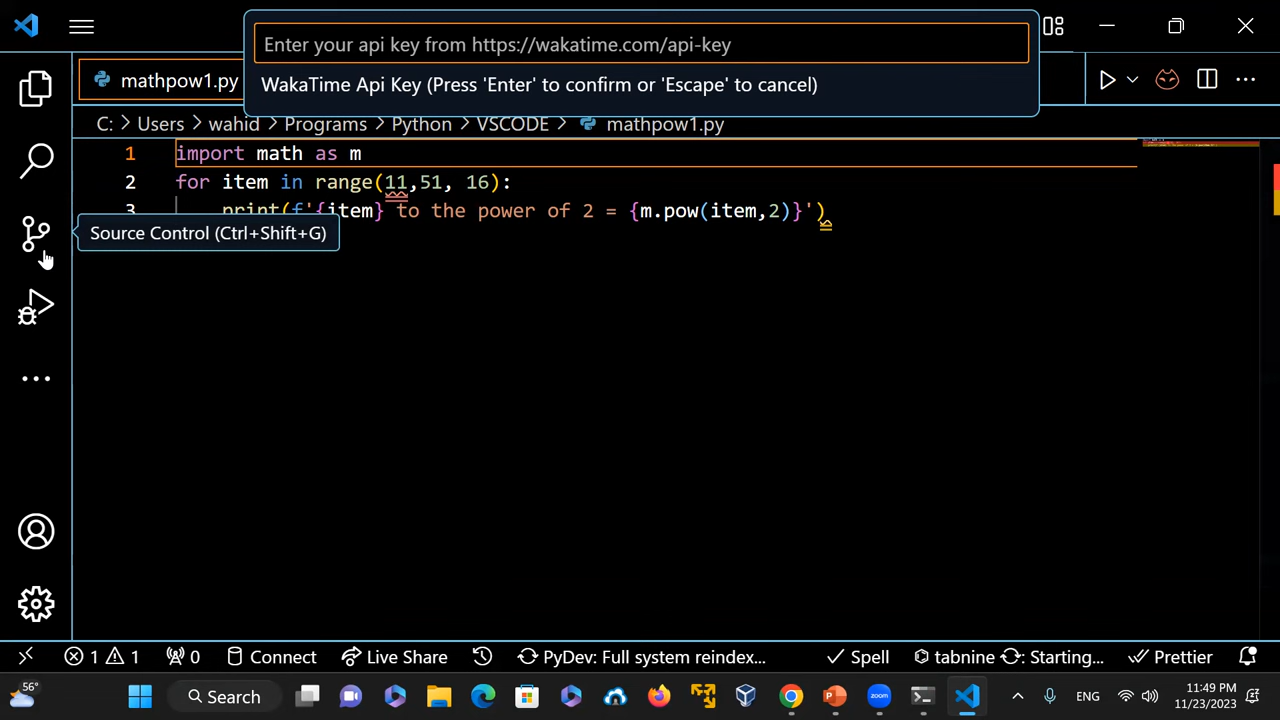 Enter your api key from https://wakatime.com/api-key
WakaTime Api Key (Press 'Enter' to confirm or 'Escape' to cancel)
mathpow1.py
C: > Users > wahid > Programs > Python > VSCODE > mathpow1.py
1 import math as m
2 for item in range(11,51, 16):
3 print(f'{item} to the power of 2 = {m.pow(item,2)}')
Source Control (Ctrl+Shift+G)
1 1 0 Connect Live Share PyDev: Full system reindex... Spell tabnine Starting... Prettier
56° Search ENG 11:49 PM
11/23/2023